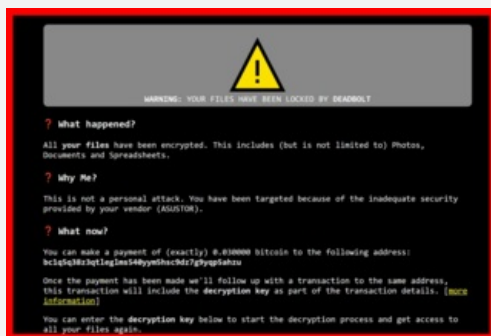 WARNING: YOUR FILES HAVE BEEN LOCKED BY DEADBOLT
? What happened?
All your files have been encrypted. This includes (but is not limited to) Photos,
Documents and Spreadsheets.
? Why Me?
This is not a personal attack. You have been targeted because of the inadequate security
provided by your vendor (ASUSTOR).
? What now?
You can make a payment of (exactly) 0.030000 bitcoin to the following address:
Once the payment has been made we'll follow up with a transaction to the same address,
this transaction will include the decryption key as part of the transaction details. [more
information]
You can enter the decryption key below to start the decryption process and get access to
all your files again.